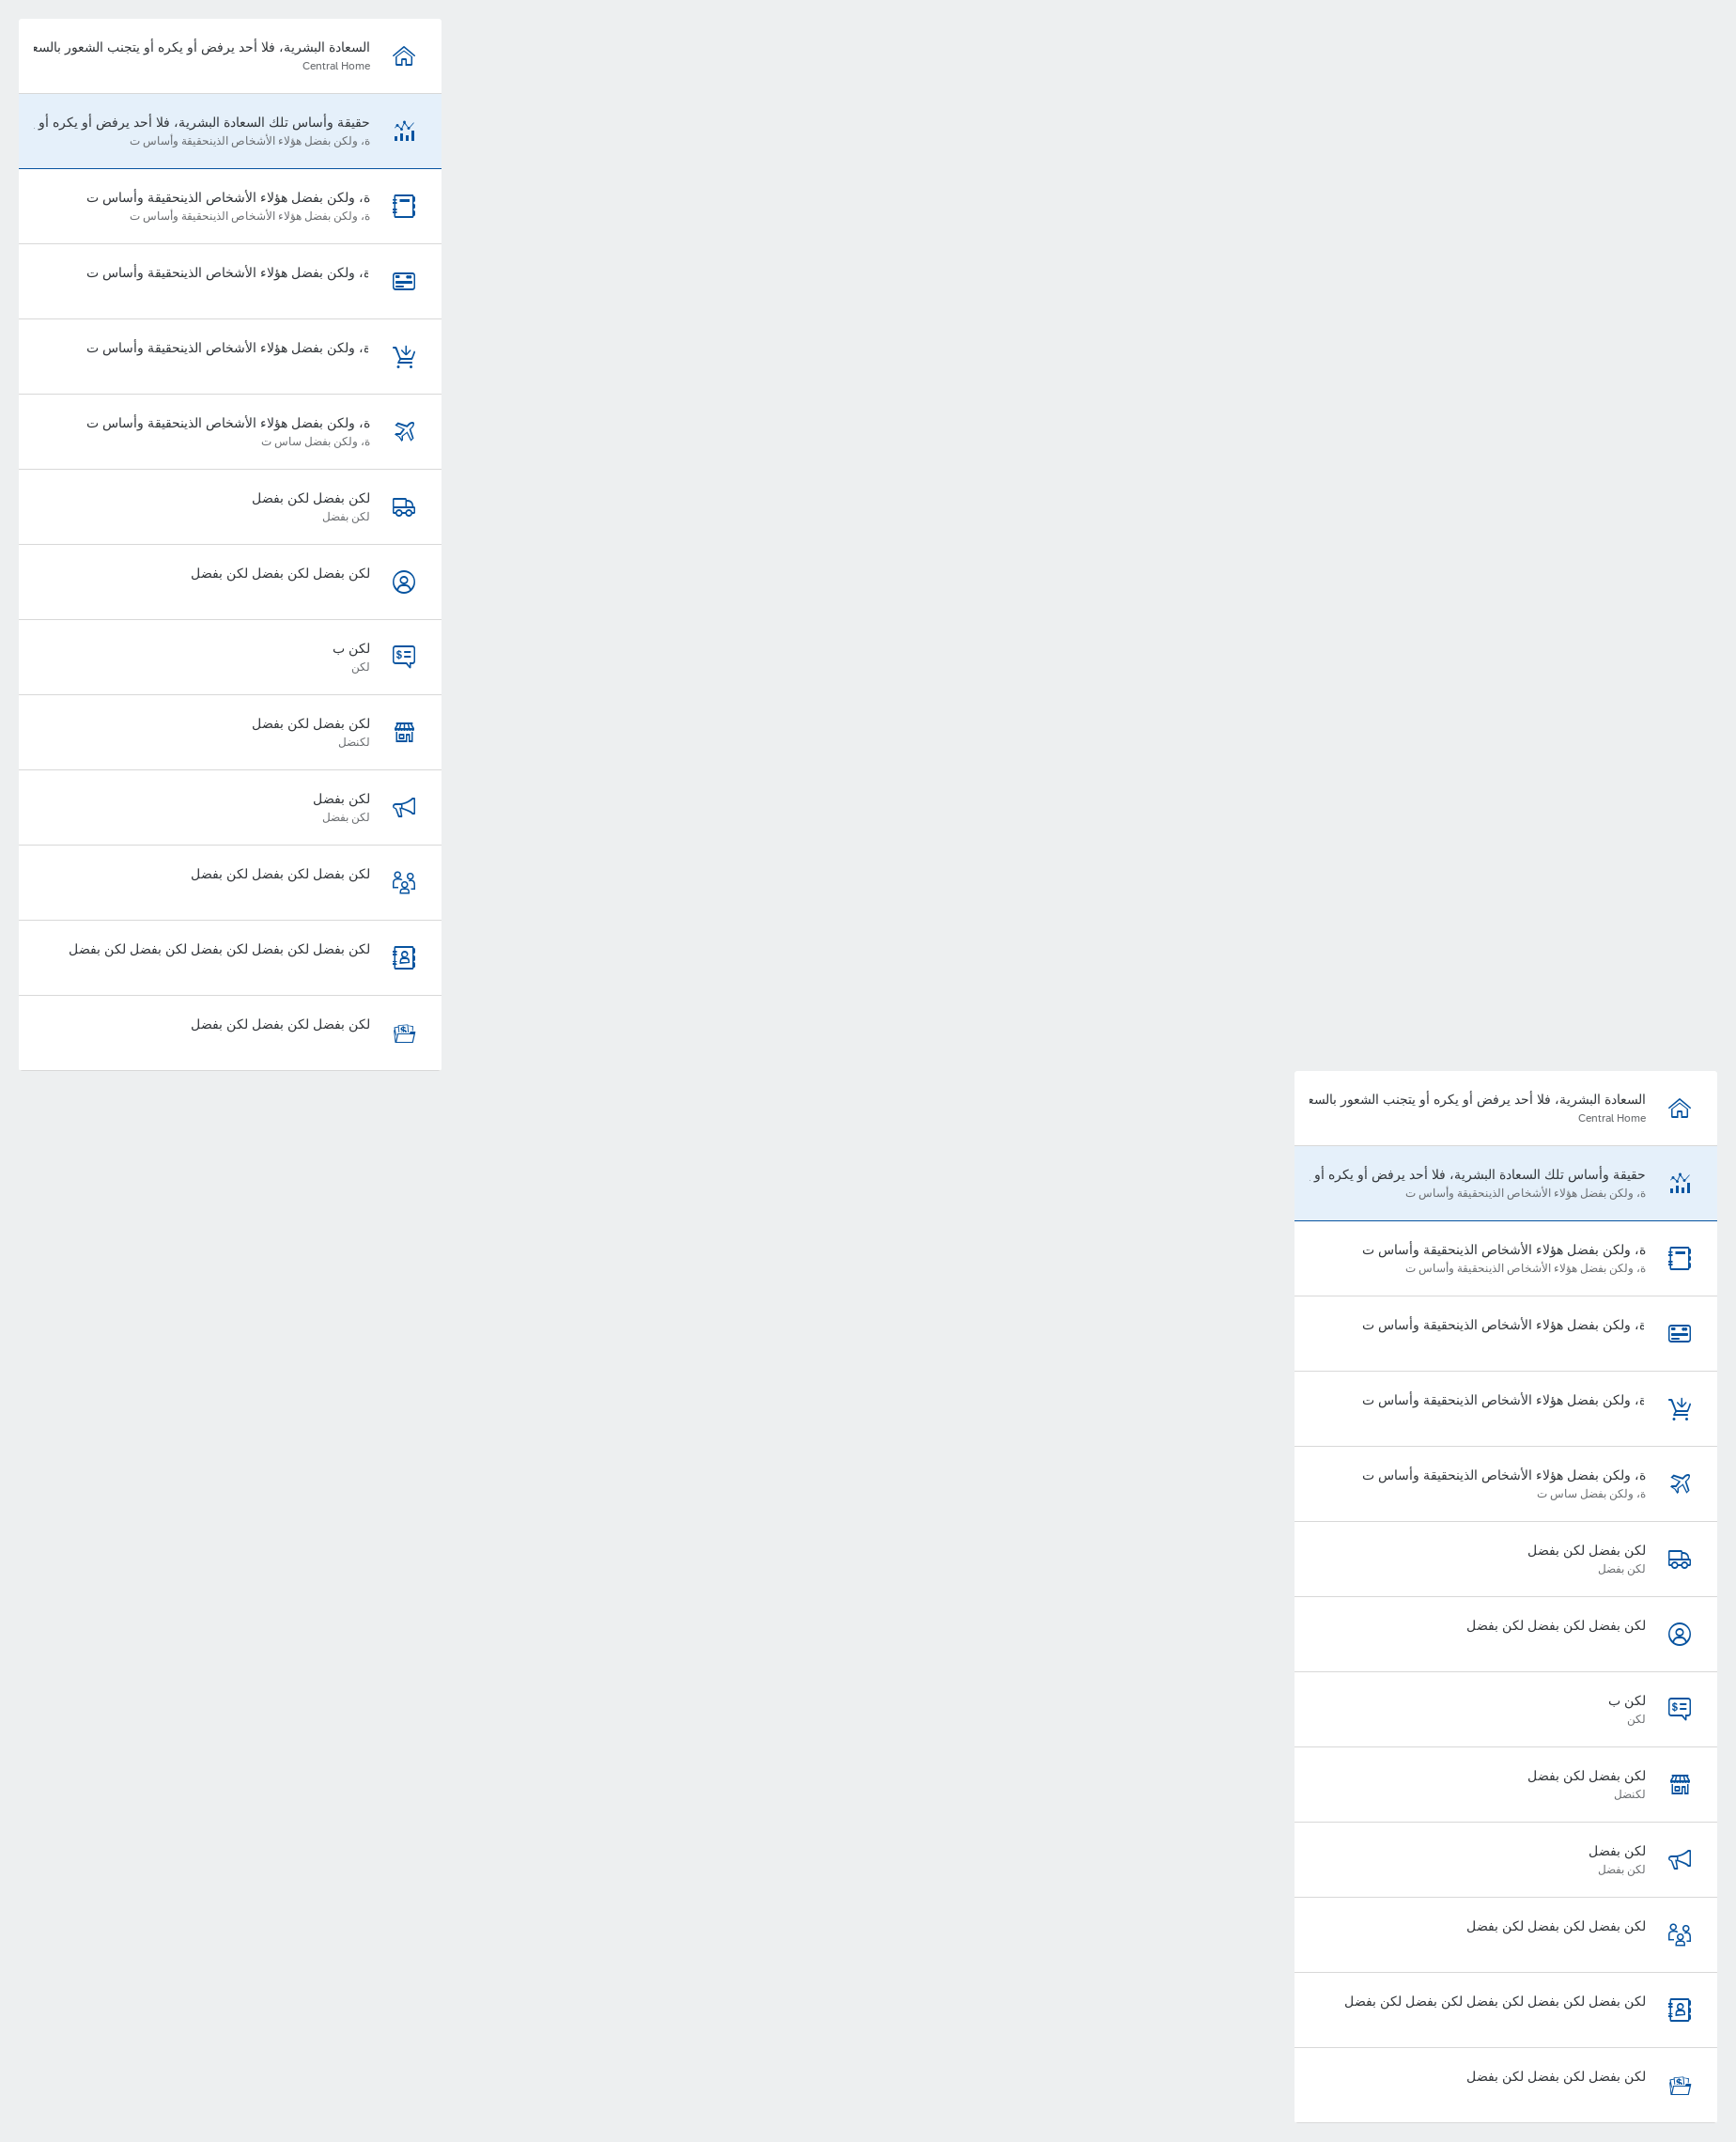 السعادة البشرية، فلا أحد يرفض أو يكره أو يتجنب الشعور بالسع
Central Home
حقيقة وأساس تلك السعادة البشرية، فلا أحد يرفض أو يكره أو
ة، ولكن بفضل هؤلاء الأشخاص الذينحقيقة وأساس ت
ة، ولكن بفضل هؤلاء الأشخاص الذينحقيقة وأساس ت
ة، ولكن بفضل هؤلاء الأشخاص الذينحقيقة وأساس ت
ة، ولكن بفضل هؤلاء الأشخاص الذينحقيقة وأساس ت
ة، ولكن بفضل هؤلاء الأشخاص الذينحقيقة وأساس ت
ة، ولكن بفضل هؤلاء الأشخاص الذينحقيقة وأساس ت
ة، ولكن بفضل ساس ت
لكن بفضل لكن بفضل
لكن بفضل
لكن بفضل لكن بفضل لكن بفضل
لكن ب
لكن
لكن بفضل لكن بفضل
لكنضل
لكن بفضل
لكن بفضل
لكن بفضل لكن بفضل لكن بفضل
لكن بفضل لكن بفضل لكن بفضل لكن بفضل لكن بفضل
لكن بفضل لكن بفضل لكن بفضل
السعادة البشرية، فلا أحد يرفض أو يكره أو يتجنب الشعور بالسع
Central Home
حقيقة وأساس تلك السعادة البشرية، فلا أحد يرفض أو يكره أو
ة، ولكن بفضل هؤلاء الأشخاص الذينحقيقة وأساس ت
ة، ولكن بفضل هؤلاء الأشخاص الذينحقيقة وأساس ت
ة، ولكن بفضل هؤلاء الأشخاص الذينحقيقة وأساس ت
ة، ولكن بفضل هؤلاء الأشخاص الذينحقيقة وأساس ت
ة، ولكن بفضل هؤلاء الأشخاص الذينحقيقة وأساس ت
ة، ولكن بفضل هؤلاء الأشخاص الذينحقيقة وأساس ت
ة، ولكن بفضل ساس ت
لكن بفضل لكن بفضل
لكن بفضل
لكن بفضل لكن بفضل لكن بفضل
لكن ب
لكن
لكن بفضل لكن بفضل
لكنضل
لكن بفضل
لكن بفضل
لكن بفضل لكن بفضل لكن بفضل
لكن بفضل لكن بفضل لكن بفضل لكن بفضل لكن بفضل
لكن بفضل لكن بفضل لكن بفضل